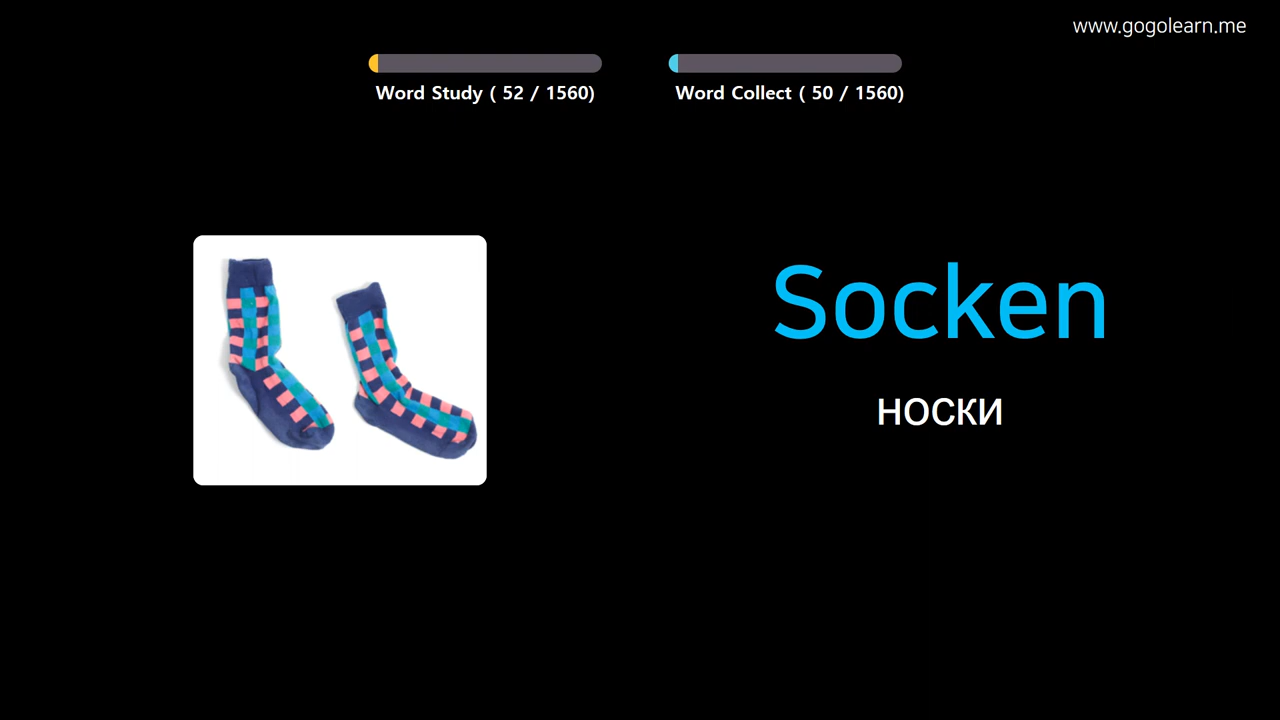 www.gogolearn.me
Word Study ( 52 / 1560)
Word Collect ( 50 / 1560)
Socken
носки